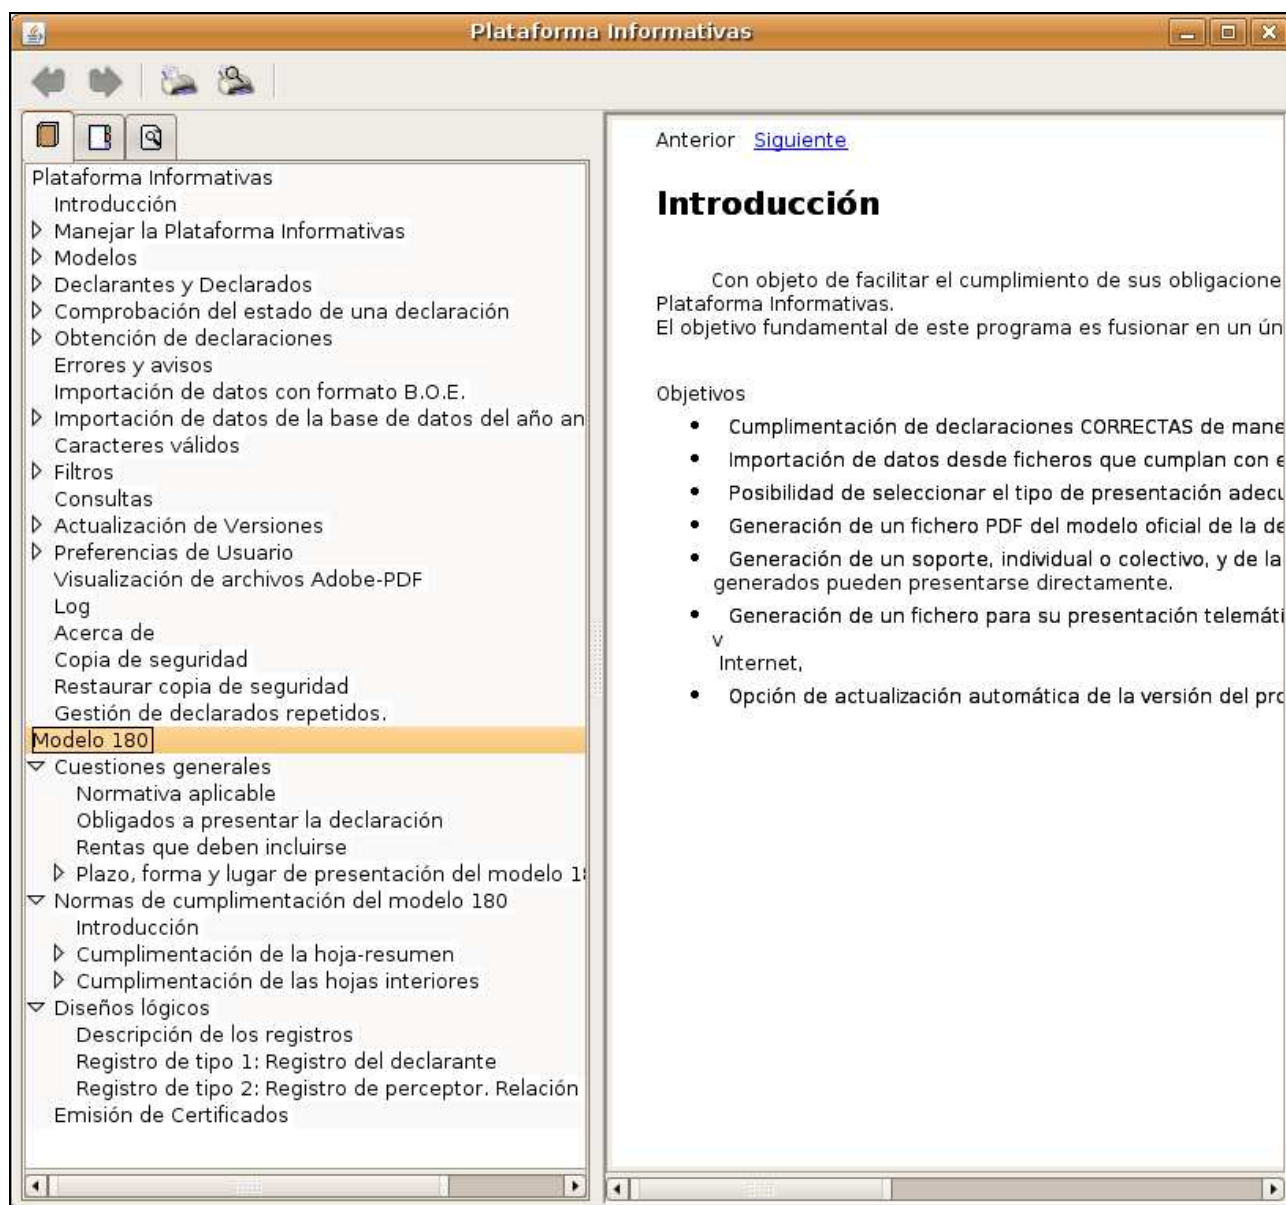 Plataforma Informativas
Plataforma Informativas
Introducción
Manejar la Plataforma Informativas
Modelos
Declarantes y Declarados
Comprobación del estado de una declaración
Obtención de declaraciones
Errores y avisos
Importación de datos con formato B.O.E.
Importación de datos de la base de datos del año an
Caracteres válidos
Filtros
Consultas
Actualización de Versiones
Preferencias de Usuario
Visualización de archivos Adobe-PDF
Log
Acerca de
Copia de seguridad
Restaurar copia de seguridad
Gestión de declarados repetidos.
Modelo 180
Cuestiones generales
Normativa aplicable
Obligados a presentar la declaración
Rentas que deben incluirse
Plazo, forma y lugar de presentación del modelo 18
Normas de cumplimentación del modelo 180
Introducción
Cumplimentación de la hoja-resumen
Cumplimentación de las hojas interiores
Diseños lógicos
Descripción de los registros
Registro de tipo 1: Registro del declarante
Registro de tipo 2: Registro de perceptor. Relación
Emisión de Certificados
Anterior Siguiente
Introducción
Con objeto de facilitar el cumplimiento de sus obligacione
Plataforma Informativas.
El objetivo fundamental de este programa es fusionar en un ún
Objetivos
• Cumplimentación de declaraciones CORRECTAS de mane
• Importación de datos desde ficheros que cumplan con e
• Posibilidad de seleccionar el tipo de presentación adecu
• Generación de un fichero PDF del modelo oficial de la de
• Generación de un soporte, individual o colectivo, y de la
generados pueden presentarse directamente.
• Generación de un fichero para su presentación telemáti
v
Internet,
• Opción de actualización automática de la versión del pro